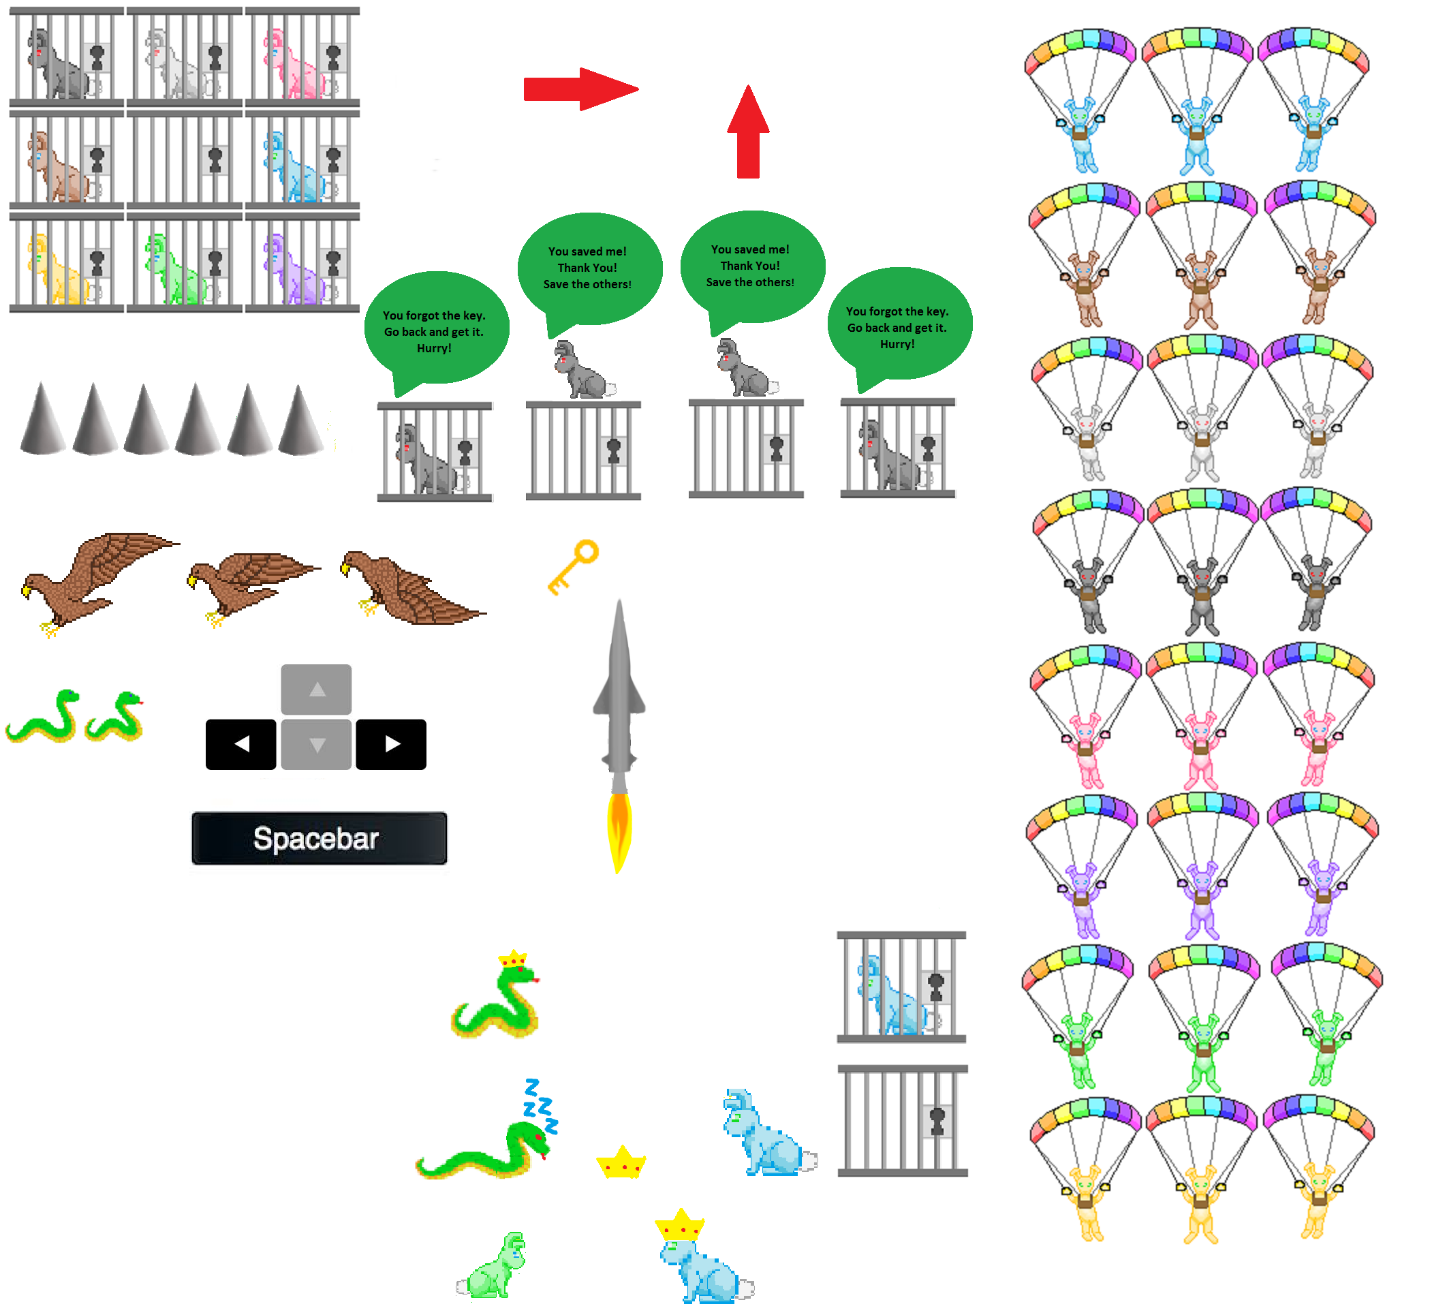 You saved me!
Thank You!
Save the others!
You saved me!
Thank You!
Save the others!
You forgot the key.
Go back and get it.
Hurry!
You forgot the key.
Go back and get it.
Hurry!
Spacebar
Z
Z Z
Z